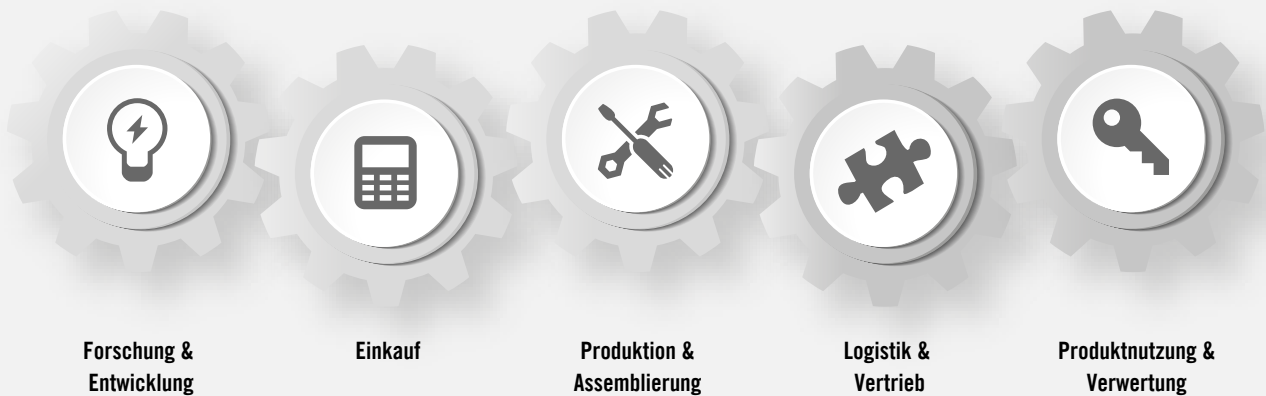 Forschung &
Entwicklung
Einkauf
Produktion &
Assemblierung
Logistik &
Vertrieb
Produktnutzung &
Verwertung